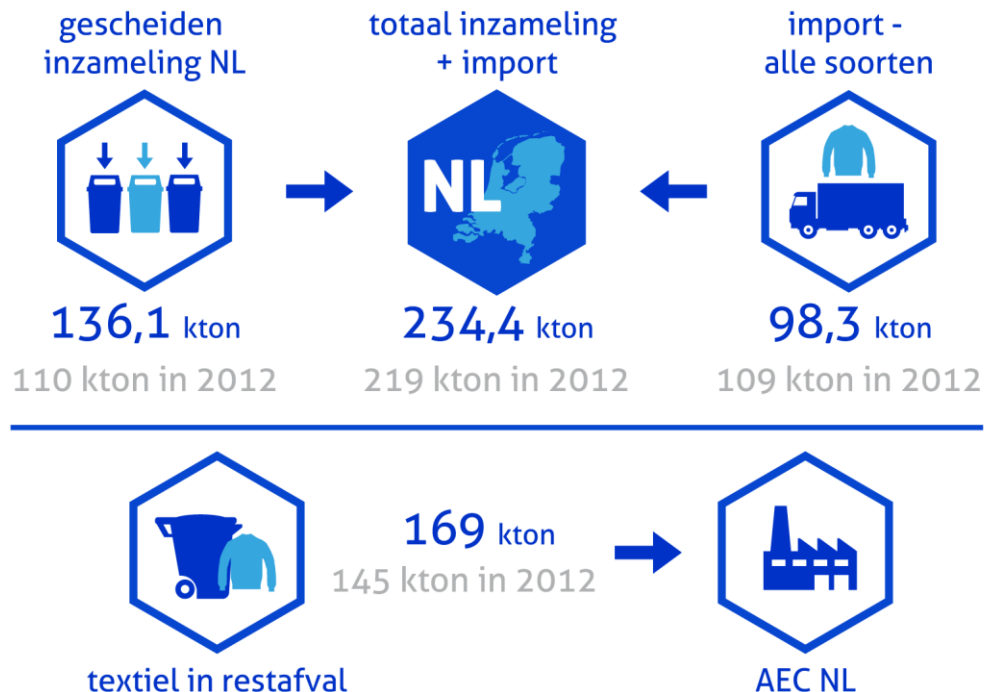 gescheiden
inzameling NL
totaal inzameling
+ import
import -
alle soorten
NL
136,1 kton
110 kton in 2012
234,4 kton
219 kton in 2012
98,3 kton
109 kton in 2012
169 kton
145 kton in 2012
textiel in restafval
AEC NL